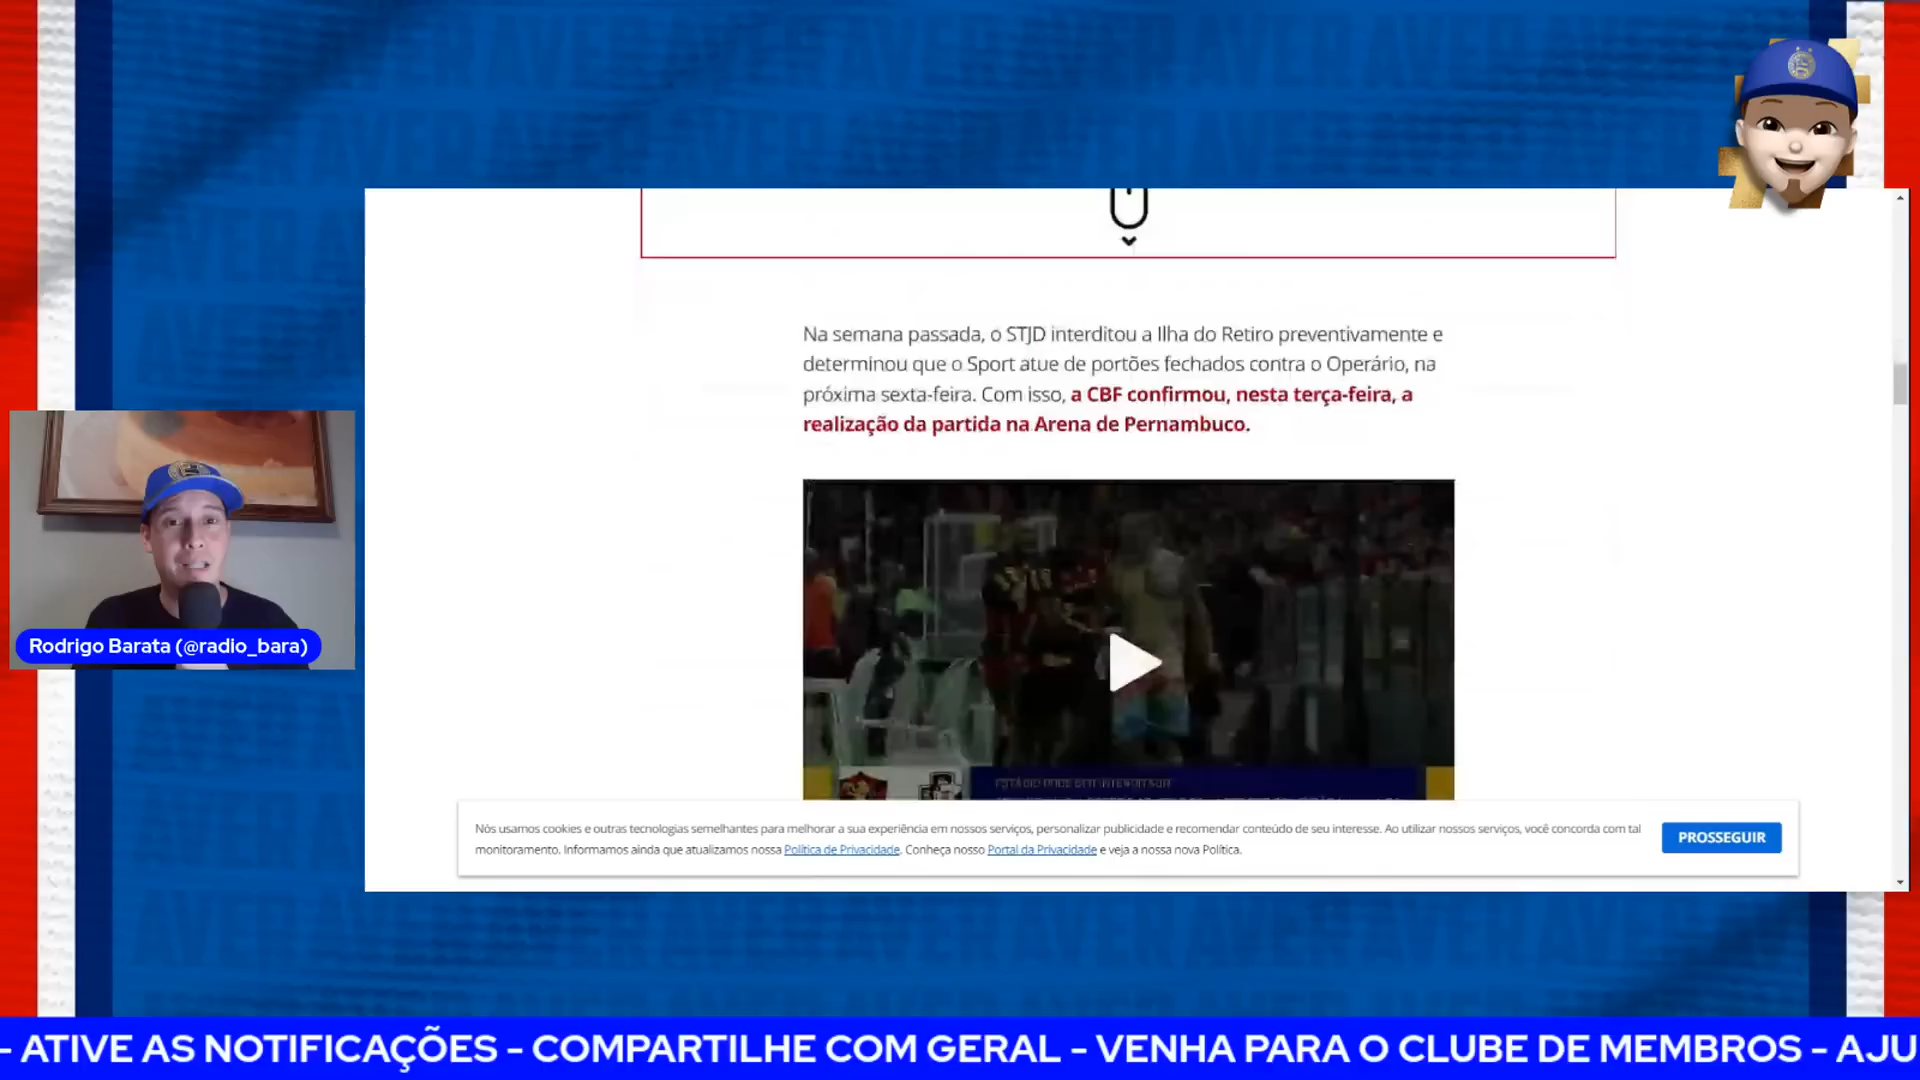 Na semana passada, o STJD interditou a Ilha do Retiro preventivamente e
determinou que o Sport atue de portões fechados contra o Operário, na
próxima sexta-feira. Com isso, a CBF confirmou, nesta terça-feira, a
realização da partida na Arena de Pernambuco.
Rodrigo Barata (@radio_bara)
Nós usamos cookies e outras tecnologias semelhantes para melhorar a sua experiência em nossos serviços, personalizar publicidade e recomendar conteúdo de seu interesse. Ao utilizar nossos serviços, você concorda com tal
monitoramento. Informamos ainda que atualizamos nossa Política de Privacidade. Conheça nosso Portal da Privacidade e veja a nossa nova Política.
PROSSEGUIR
- ATIVE AS NOTIFICAÇÕES - COMPARTILHE COM GERAL - VENHA PARA O CLUBE DE MEMBROS - AJU